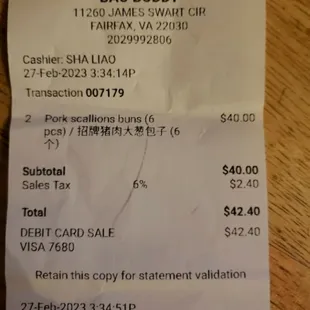 BAO BUDDY
11260 JAMES SWART CIR
FAIRFAX, VA 22030
2029992806
Cashier: SHA LIAO
27-Feb-2023 3:34:14P
Transaction 007179
2 Pork scallions buns (6 $40.00
pcs) / 招牌猪肉大葱包子 (6
个)
Subtotal $40.00
Sales Tax 6% $2.40
Total $42.40
DEBIT CARD SALE $42.40
VISA 7680
Retain this copy for statement validation
27-Feb-2023 3:34:51P